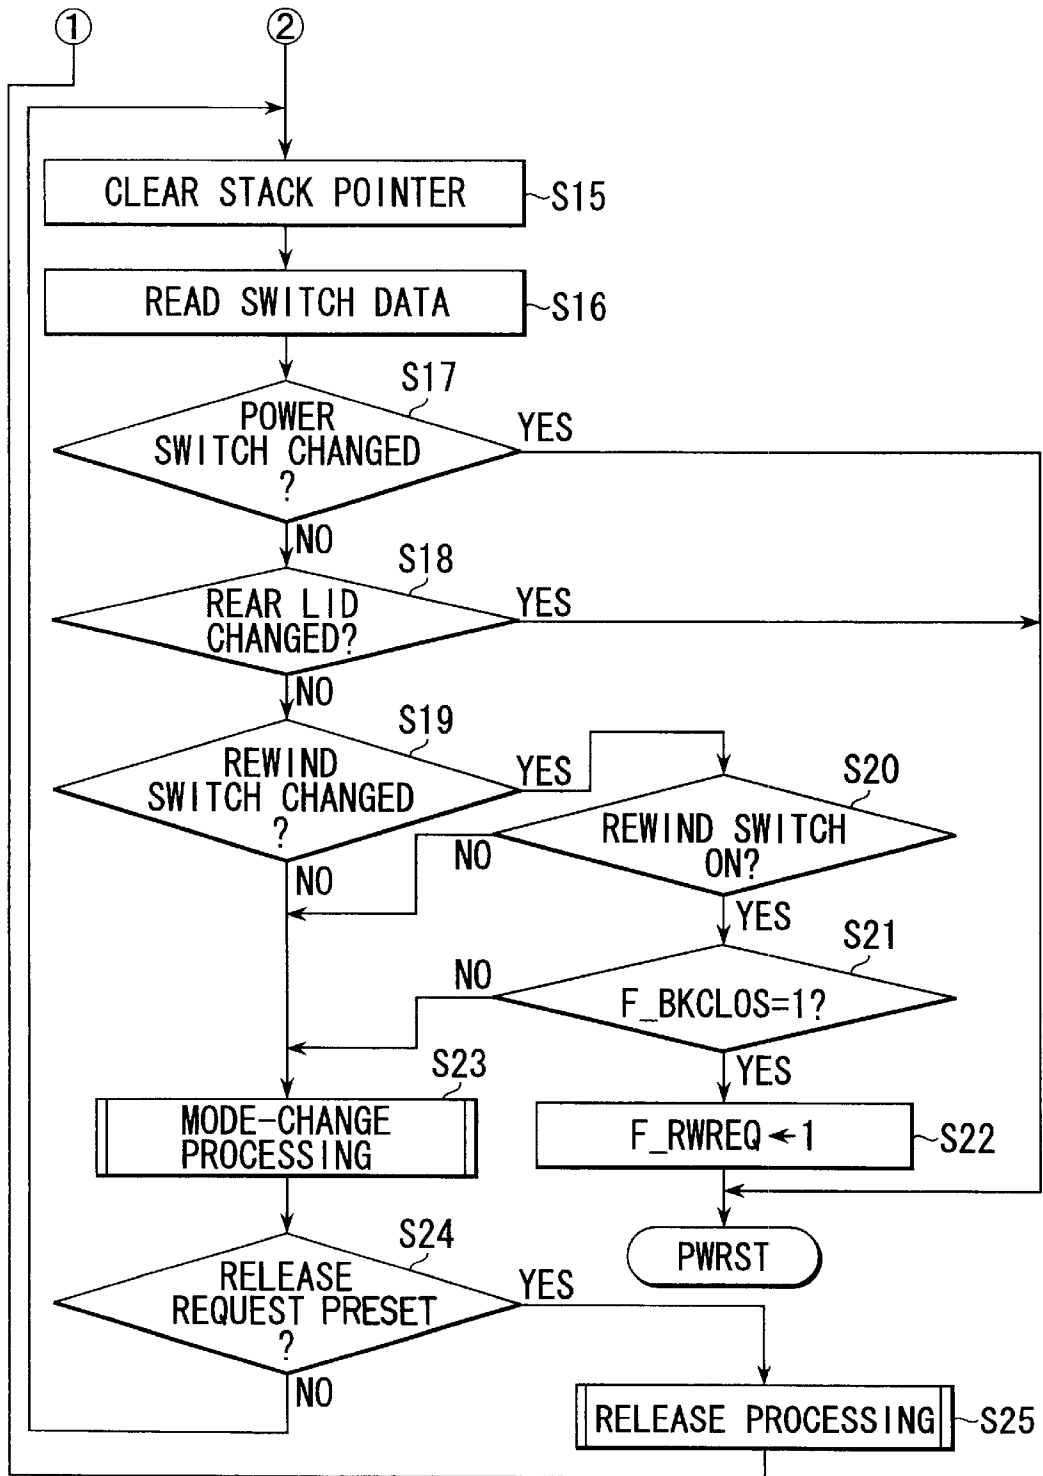 ① ②
CLEAR STACK POINTER S15
READ SWITCH DATA S16
S17
POWER
SWITCH CHANGED
?
YES
NO
S18
REAR LID
CHANGED?
YES
NO
S19
REWIND
SWITCH CHANGED
?
YES
NO
S20
REWIND SWITCH
ON?
NO
YES
S21
F_BKCLOS=1?
NO
YES
F_RWREQ←1 S22
PWRST
S23
MODE-CHANGE
PROCESSING
S24
RELEASE
REQUEST PRESET
?
YES
NO
RELEASE PROCESSING S25